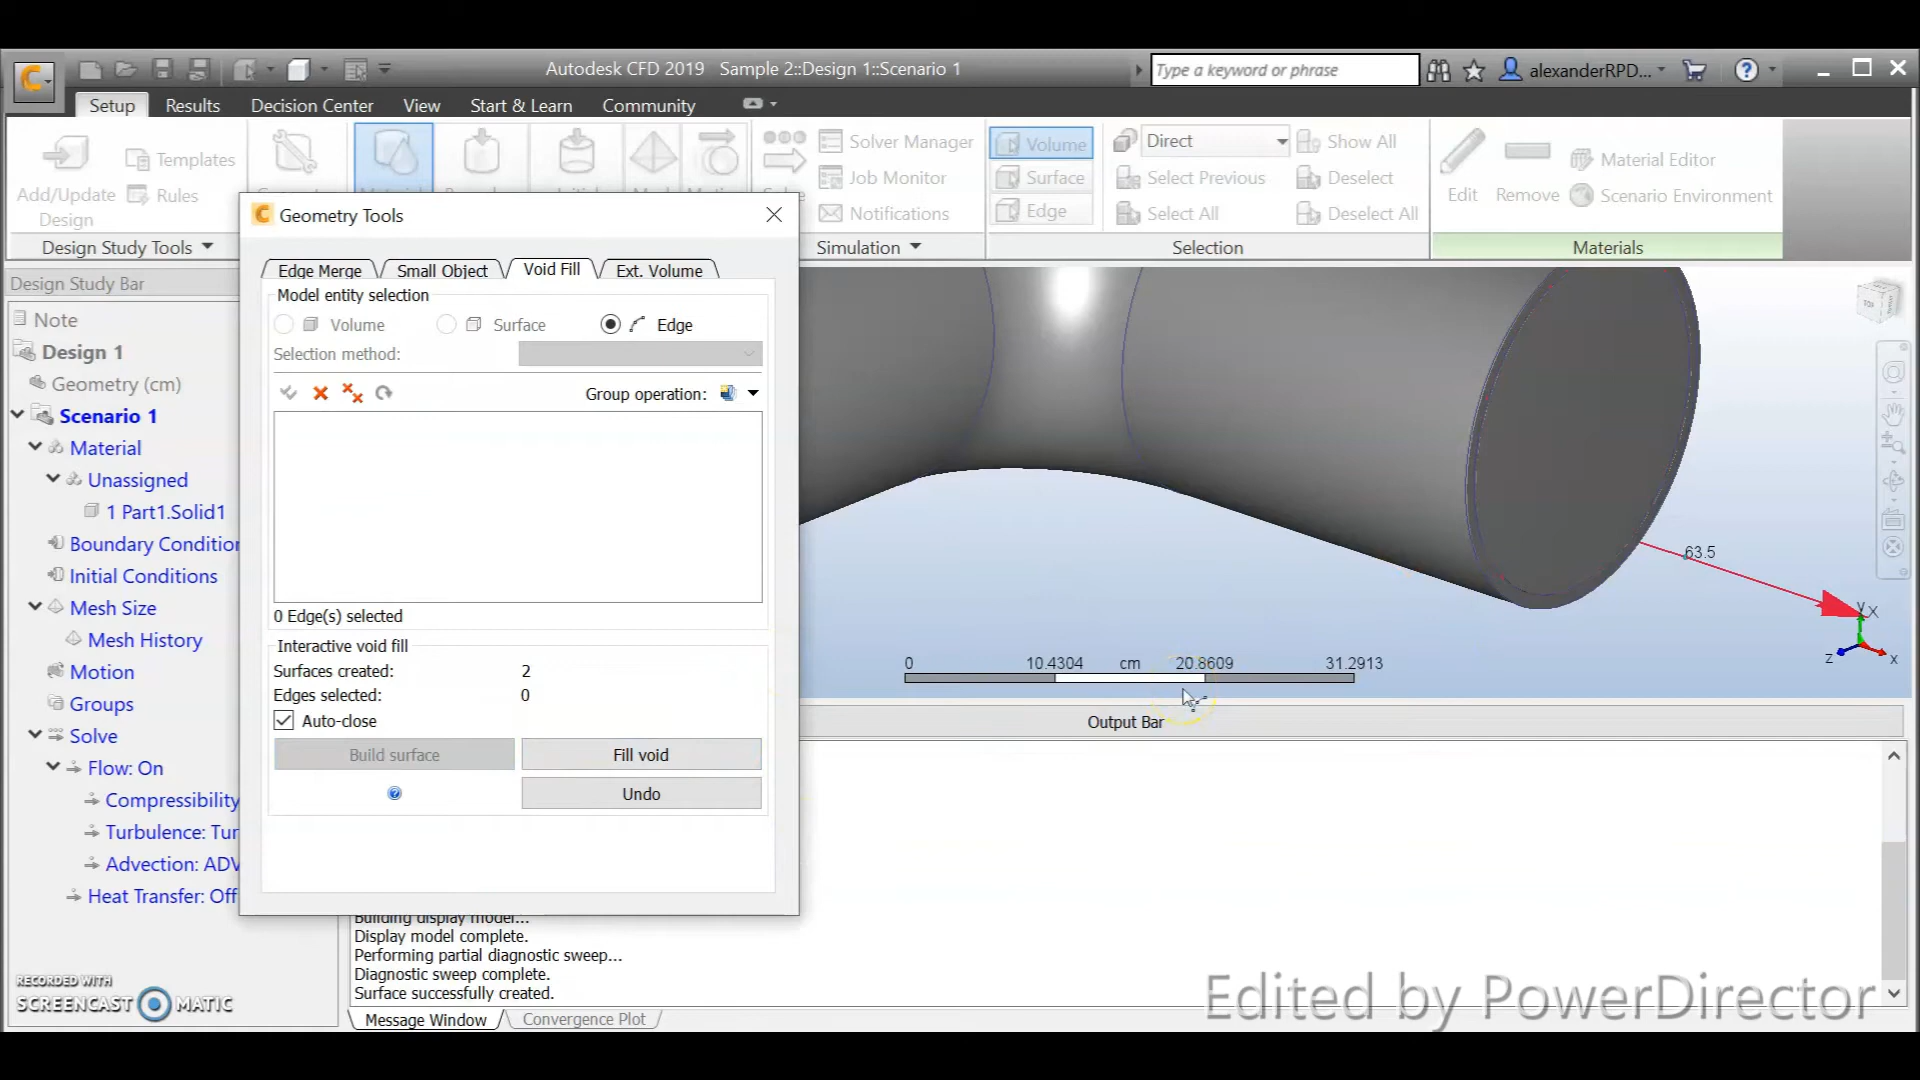 Autodesk CFD 2019 Sample 2::Design 1::Scenario 1
Type a keyword or phrase
alexanderRPD...
Setup Results Decision Center View Start & Learn Community
Add/Update
Design
Templates
Rules
Design Study Tools
Solver Manager
Job Monitor
Notifications
Simulation
Volume
Surface
Edge
Direct
Select Previous
Select All
Show All
Deselect
Deselect All
Selection
Edit
Remove
Material Editor
Scenario Environment
Materials
Design Study Bar
Note
Design 1
Geometry (cm)
Scenario 1
Material
Unassigned
1 Part1.Solid1
Boundary Condition
Initial Conditions
Mesh Size
Mesh History
Motion
Groups
Solve
Flow: On
Compressibility
Turbulence: Tur
Advection: ADV
Heat Transfer: Off
Geometry Tools
Edge Merge Small Object Void Fill Ext. Volume
Model entity selection
Volume Surface Edge
Selection method:
Group operation:
0 Edge(s) selected
Interactive void fill
Surfaces created: 2
Edges selected: 0
Auto-close
Build surface Fill void
Undo
TOP
63.5
Y X
Z X
0 10.4304 cm 20.8609 31.2913
Output Bar
Building display model...
Display model complete.
Performing partial diagnostic sweep...
Diagnostic sweep complete.
Surface successfully created.
Message Window Convergence Plot
RECORDED WITH
SCREENCAST MATIC
Edited by PowerDirector